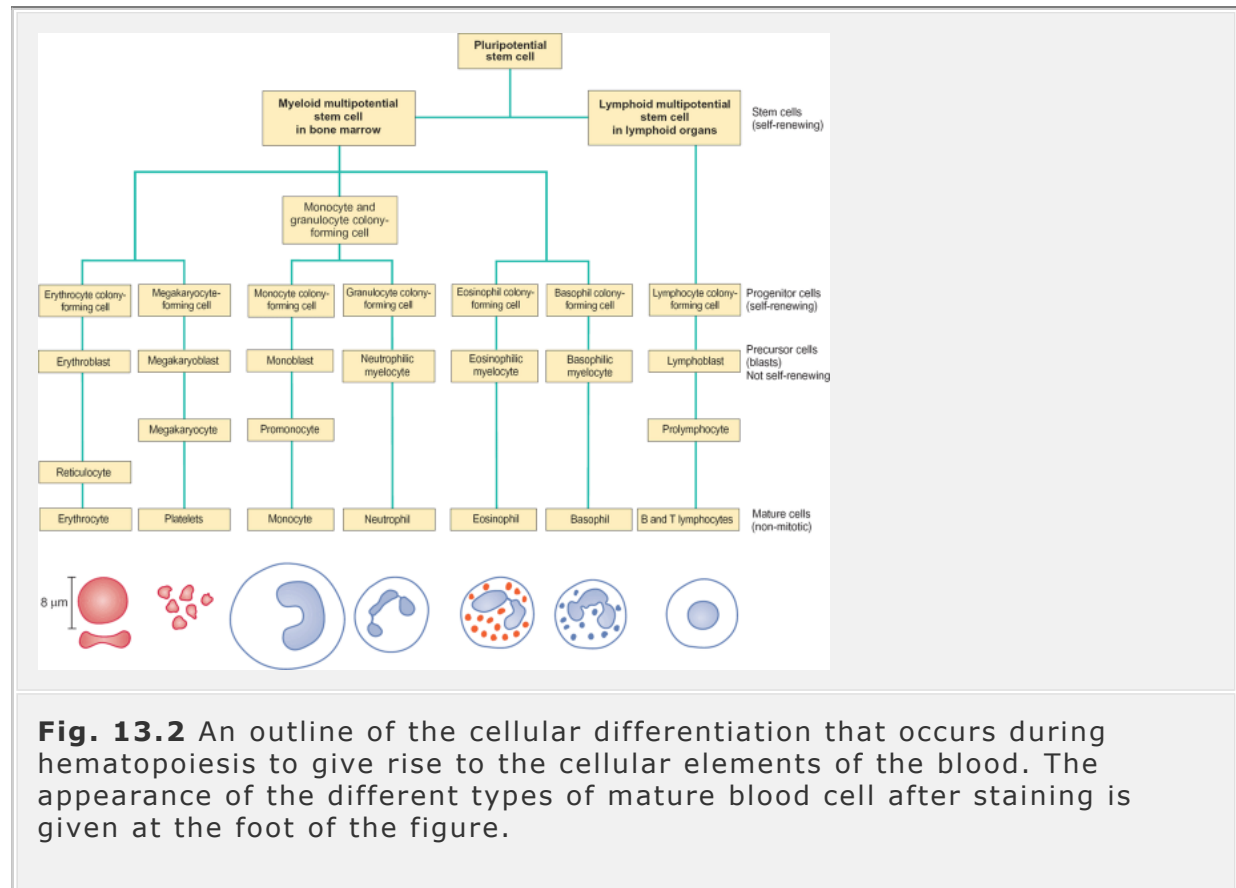 Pluripotential
stem cell
Myeloid multipotential
stem cell
in bone marrow
Lymphoid multipotential
stem cell
in lymphoid organs
Stem cells
(self-renewing)
Monocyte and
granulocyte colony-
forming cell
Erythrocyte colony-
forming cell
Megakaryocyte-
forming cell
Monocyte colony-
forming cell
Granulocyte colony-
forming cell
Eosinophil colony-
forming cell
Basophil colony-
forming cell
Lymphocyte colony-
forming cell
Progenitor cells
(self-renewing)
Erythroblast
Megakaryoblast
Monoblast
Neutrophilic
myelocyte
Eosinophilic
myelocyte
Basophilic
myelocyte
Lymphoblast
Precursor cells
(blasts)
Not self-renewing
Megakaryocyte
Promonocyte
Prolymphocyte
Reticulocyte
Erythrocyte
Platelets
Monocyte
Neutrophil
Eosinophil
Basophil
B and T lymphocytes
Mature cells
(non-mitotic)
8 µm
Fig. 13.2 An outline of the cellular differentiation that occurs during
hematopoiesis to give rise to the cellular elements of the blood. The
appearance of the different types of mature blood cell after staining is
given at the foot of the figure.